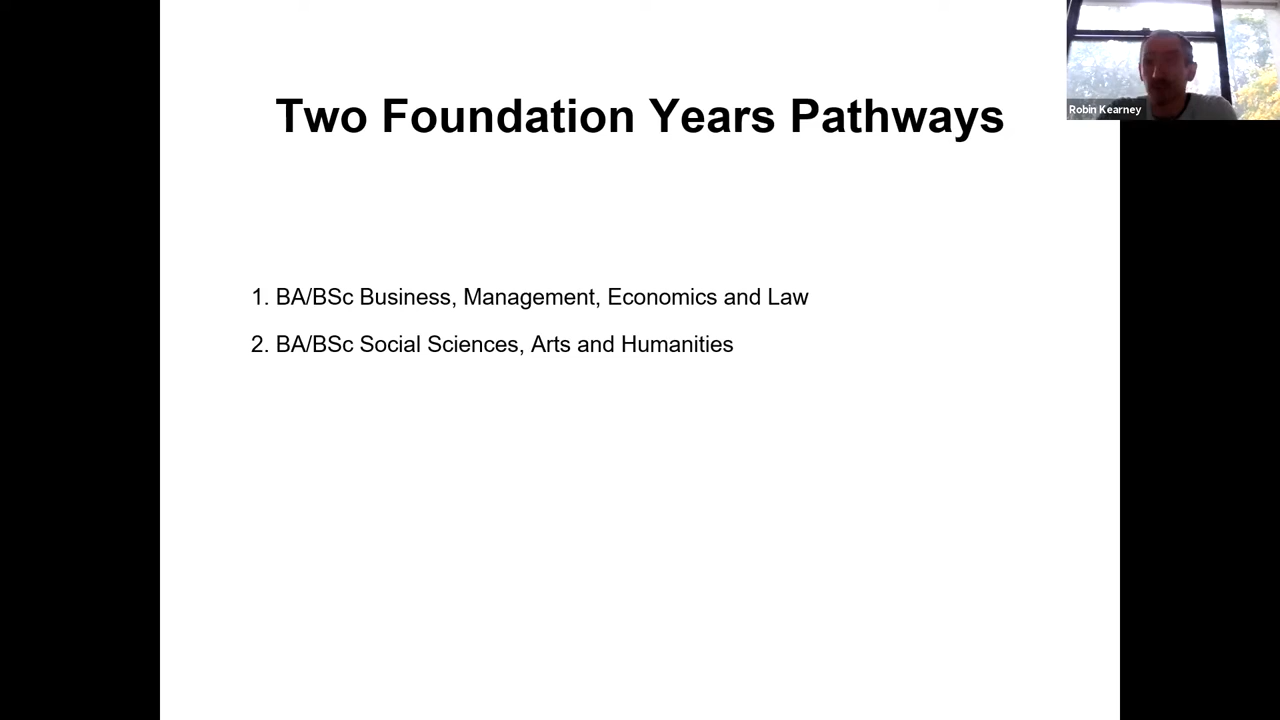 Two Foundation Years Pathways
Robin Kearney
1. BA/BSc Business, Management, Economics and Law
2. BA/BSc Social Sciences, Arts and Humanities